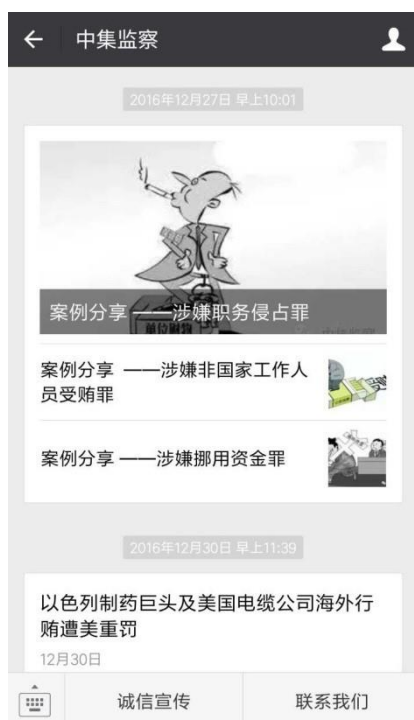 中集监察
2016年12月27日 早上10:01
案例分享 ——涉嫌职务侵占罪
案例分享 ——涉嫌非国家工作人
员受贿罪
案例分享 ——涉嫌挪用资金罪
2016年12月30日 早上11:39
以色列制药巨头及美国电缆公司海外行
贿遭美重罚
12月30日
诚信宣传
联系我们